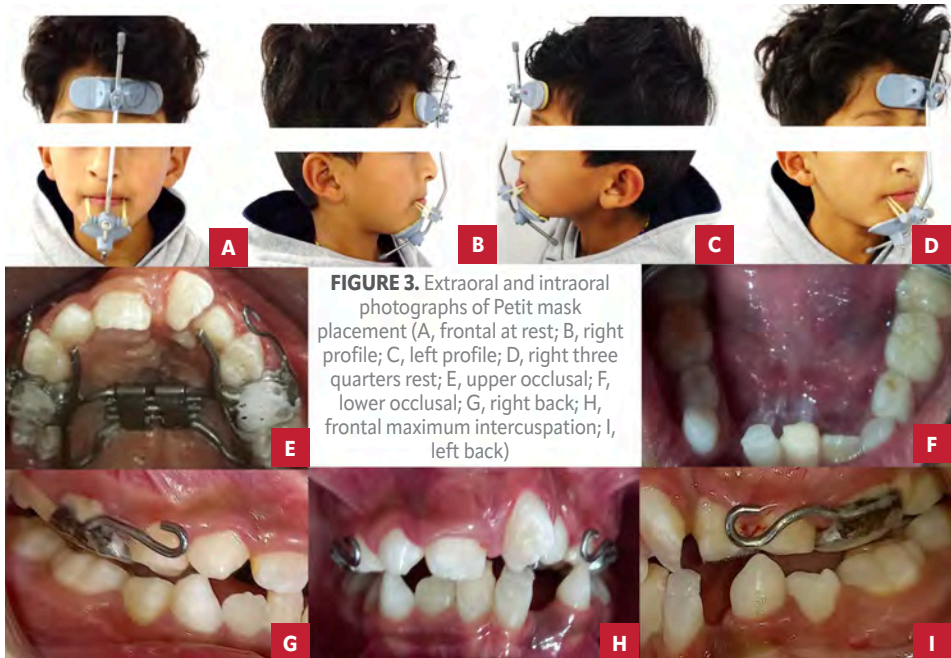 A
B
C
D
FIGURE 3. Extraoral and intraoral
photographs of Petit mask
placement (A, frontal at rest; B, right
profile; C, left profile; D, right three
quarters rest; E, upper occlusal; F,
lower occlusal; G, right back; H,
frontal maximum intercuspation; I,
left back)
E
F
G
H
I